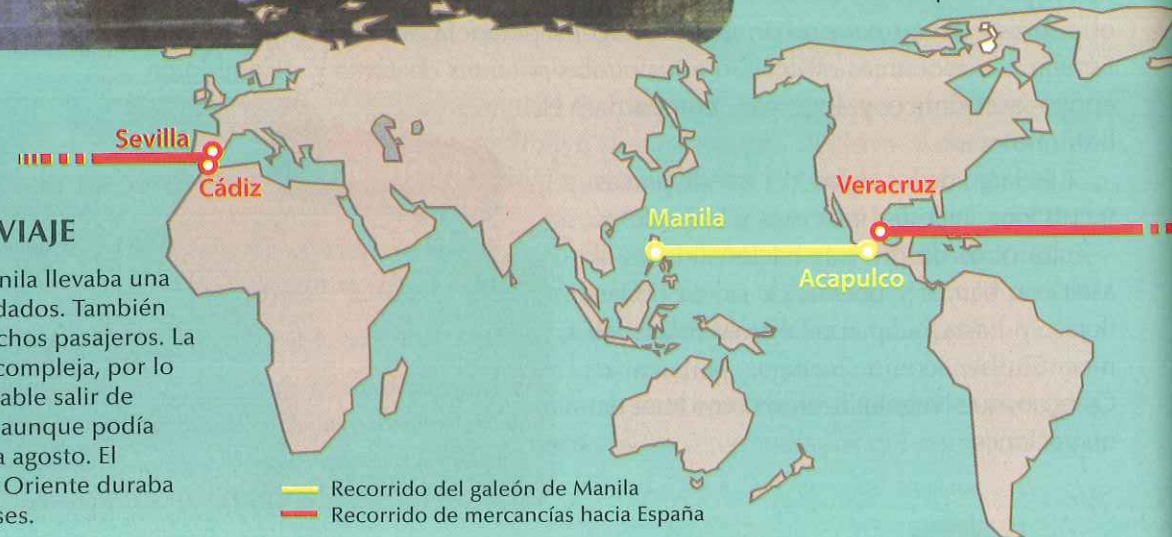 Sevilla
Cádiz
Veracruz
Manila
Acapulco
VIAJE
nila llevaba una
dados. También
chos pasajeros. La
compleja, por lo
able salir de
aunque podía
a agosto. El
Oriente duraba
ses.
Recorrido del galeón de Manila
Recorrido de mercancías hacia España